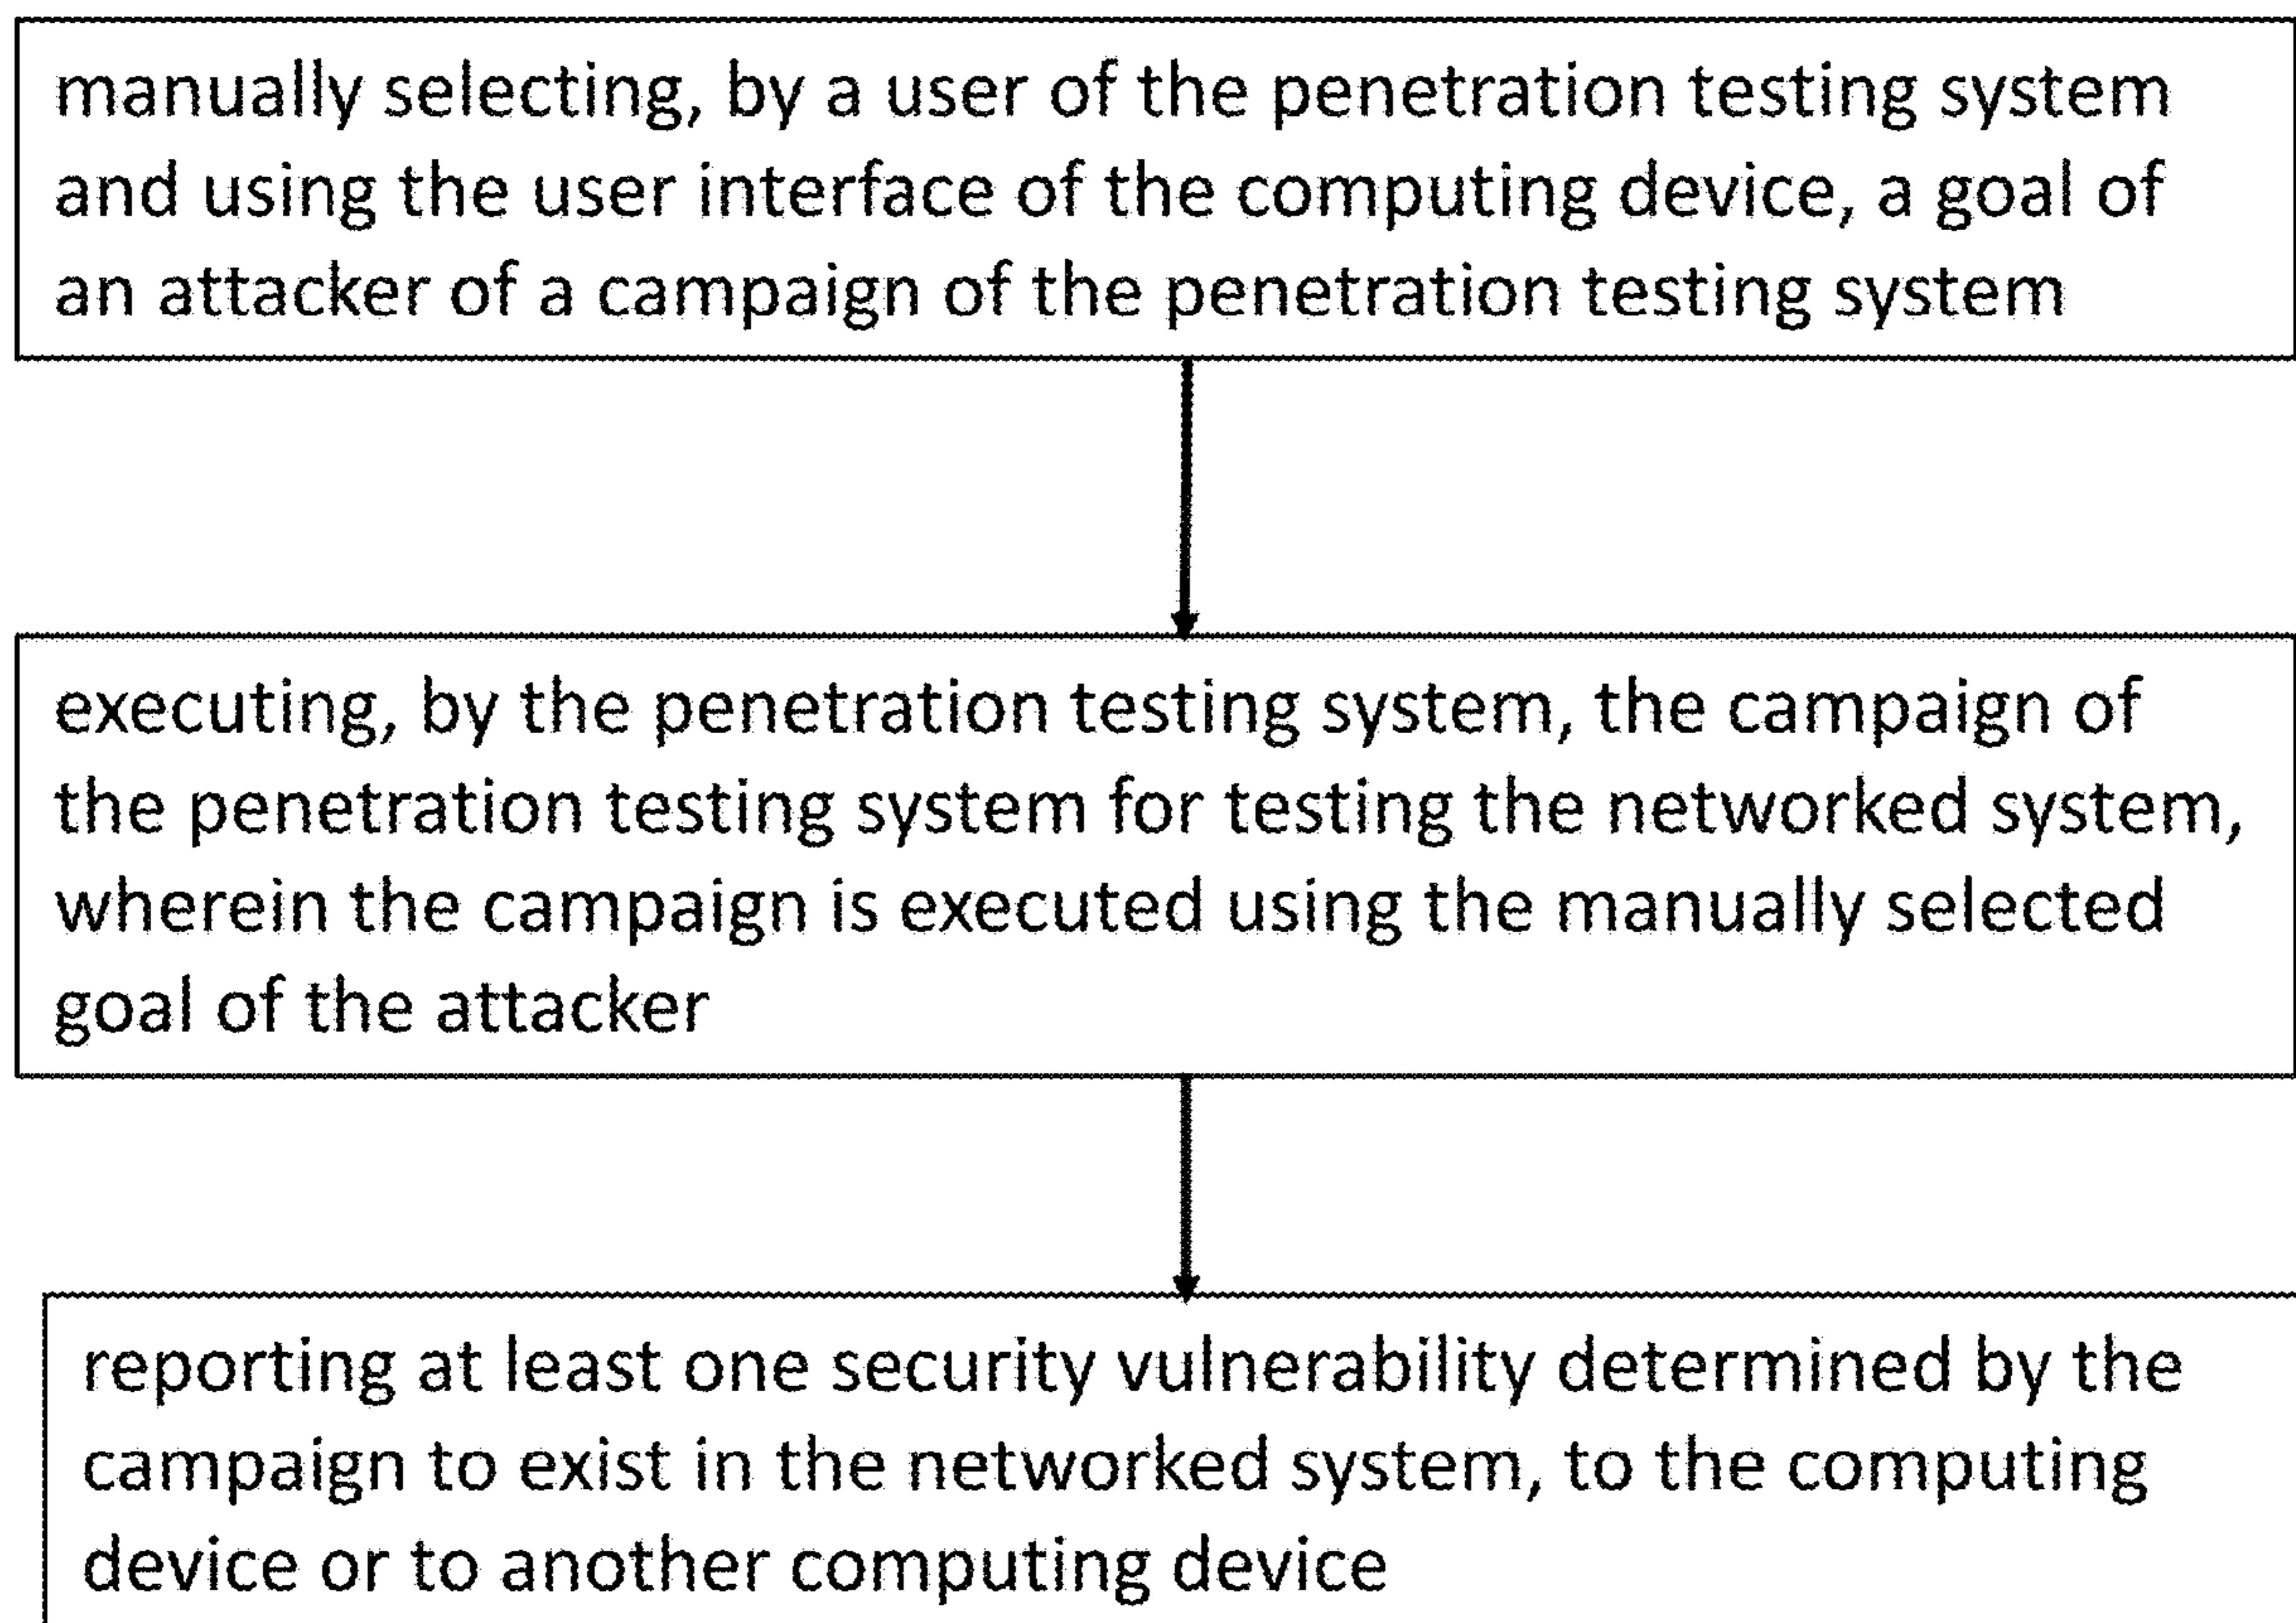 manually selecting, by a user of the penetration testing system
and using the user interface of the computing device, a goal of
an attacker of a campaign of the penetration testing system
executing, by the penetration testing system, the campaign of
the penetration testing system for testing the networked system,
wherein the campaign is executed using the manually selected
goal of the attacker
reporting at least one security vulnerability determined by the
campaign to exist in the networked system, to the computing
device or to another computing device